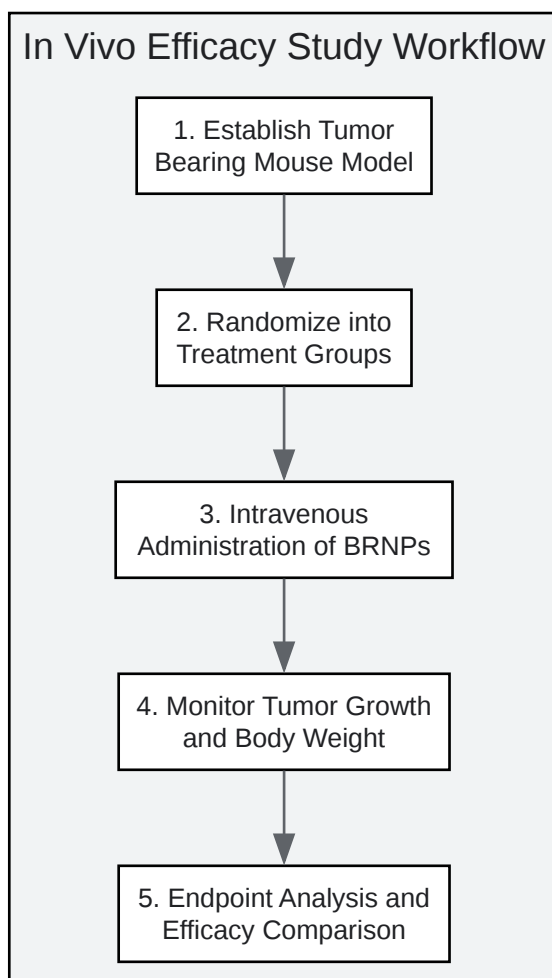 In Vivo Efficacy Study Workflow
1. Establish Tumor
Bearing Mouse Model
2. Randomize into
Treatment Groups
3. Intravenous
Administration of BRNPs
4. Monitor Tumor Growth
and Body Weight
5. Endpoint Analysis and
Efficacy Comparison